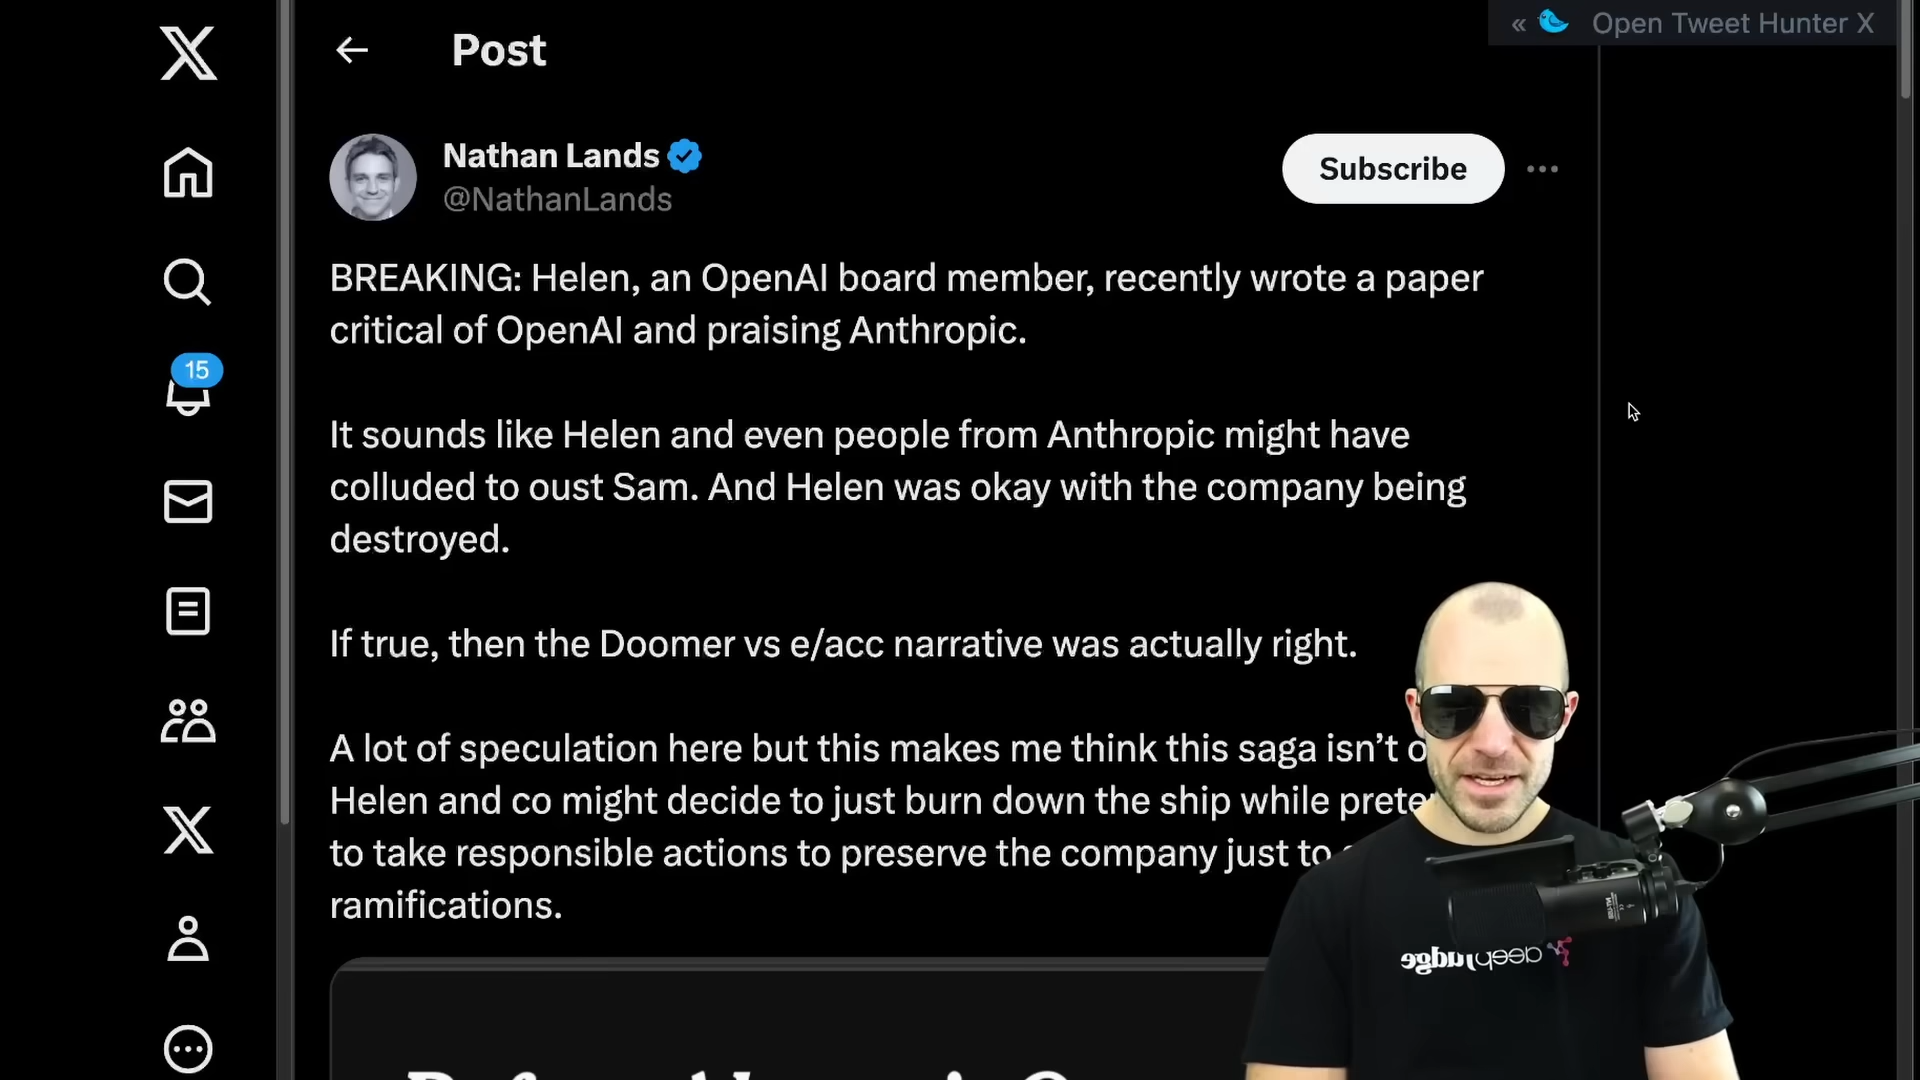 « Open Tweet Hunter X
Post
Nathan Lands
@NathanLands
Subscribe
BREAKING: Helen, an OpenAI board member, recently wrote a paper
critical of OpenAI and praising Anthropic.
15
It sounds like Helen and even people from Anthropic might have
colluded to oust Sam. And Helen was okay with the company being
destroyed.
If true, then the Doomer vs e/acc narrative was actually right.
A lot of speculation here but this makes me think this saga isn't
Helen and co might decide to just burn down the ship while
to take responsible actions to preserve the company just to
ramifications.
deepjudge